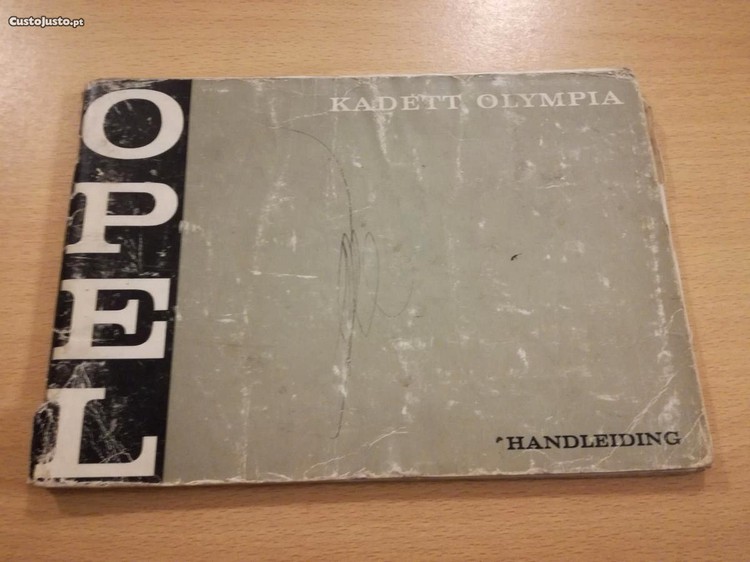 CustoJusto.pt
OPEL
KADETT OLYMPIA
HANDLEIDING